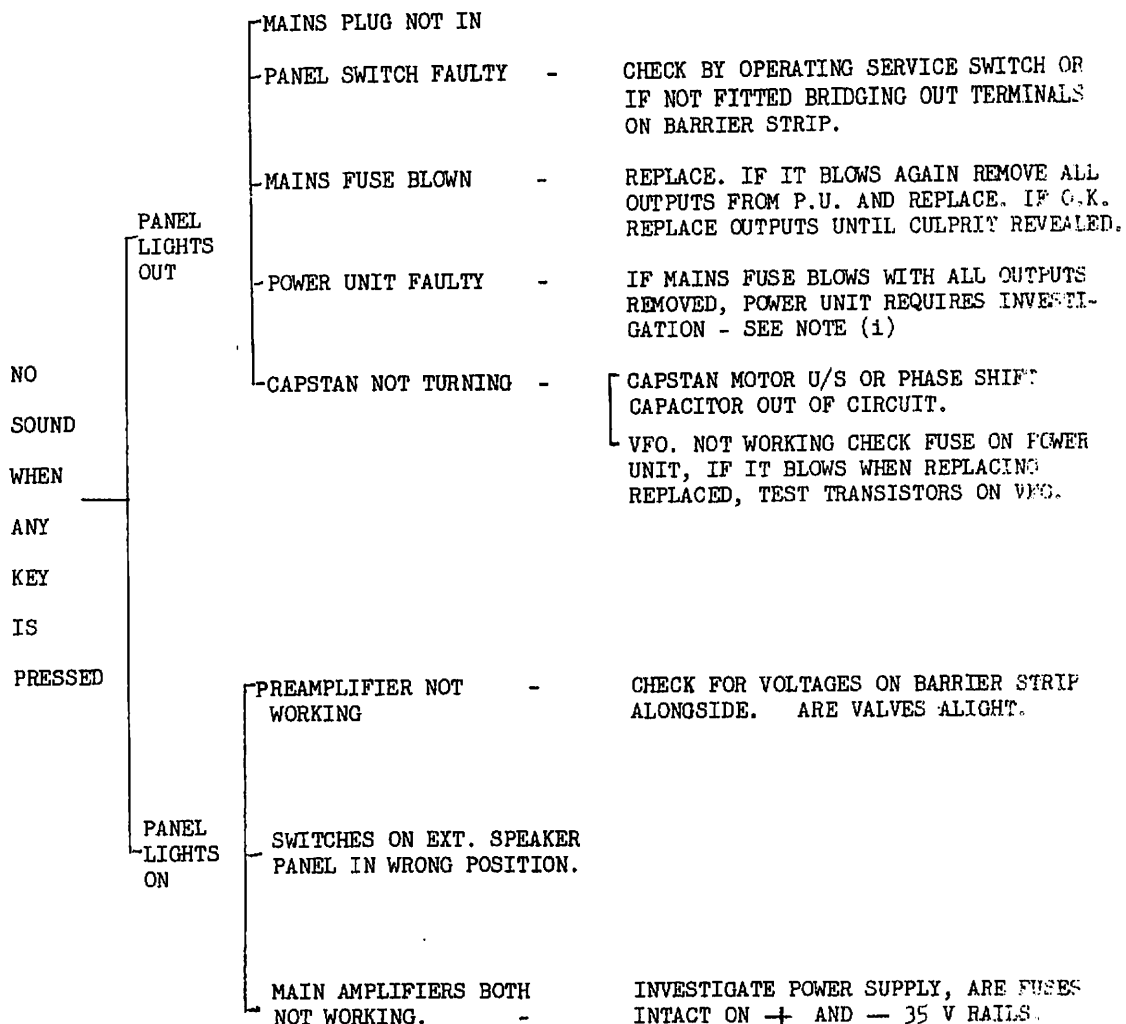 NO
SOUND
WHEN
ANY
KEY
IS
PRESSED
PANEL
LIGHTS
OUT
MAINS PLUG NOT IN
PANEL SWITCH FAULTY -
CHECK BY OPERATING SERVICE SWITCH OR
IF NOT FITTED BRIDGING OUT TERMINALS
ON BARRIER STRIP.
MAINS FUSE BLOWN -
REPLACE. IF IT BLOWS AGAIN REMOVE ALL
OUTPUTS FROM P.U. AND REPLACE. IF O.K.
REPLACE OUTPUTS UNTIL CULPRIT REVEALED.
POWER UNIT FAULTY -
IF MAINS FUSE BLOWS WITH ALL OUTPUTS
REMOVED, POWER UNIT REQUIRES INVESTI-
GATION - SEE NOTE (i)
CAPSTAN NOT TURNING -
CAPSTAN MOTOR U/S OR PHASE SHIFT
CAPACITOR OUT OF CIRCUIT.
VFO. NOT WORKING CHECK FUSE ON POWER
UNIT, IF IT BLOWS WHEN REPLACING
REPLACED, TEST TRANSISTORS ON VFO.
PANEL
LIGHTS
ON
PREAMPLIFIER NOT -
WORKING
CHECK FOR VOLTAGES ON BARRIER STRIP
ALONGSIDE. ARE VALVES ALIGHT.
SWITCHES ON EXT. SPEAKER
PANEL IN WRONG POSITION.
MAIN AMPLIFIERS BOTH
NOT WORKING. -
INVESTIGATE POWER SUPPLY, ARE FUSES
INTACT ON + AND — 35 V RAILS.